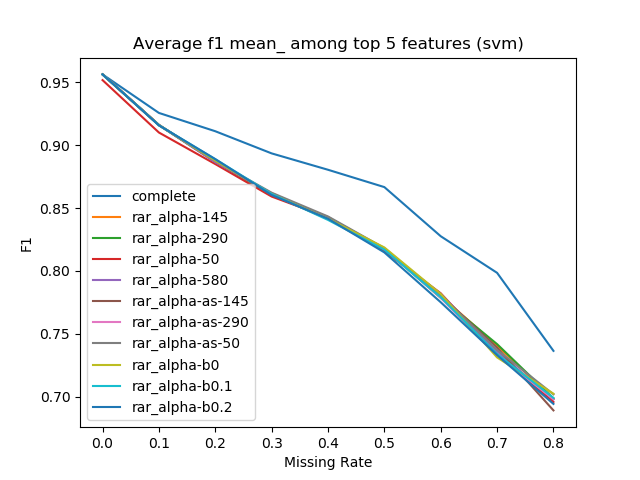 Average f1 mean_ among top 5 features (svm)
F1
0.95
0.90
0.85
0.80
0.75
0.70
complete
rar_alpha-145
rar_alpha-290
rar_alpha-50
rar_alpha-580
rar_alpha-as-145
rar_alpha-as-290
rar_alpha-as-50
rar_alpha-b0
rar_alpha-b0.1
rar_alpha-b0.2
0.0 0.1 0.2 0.3 0.4 0.5 0.6 0.7 0.8
Missing Rate